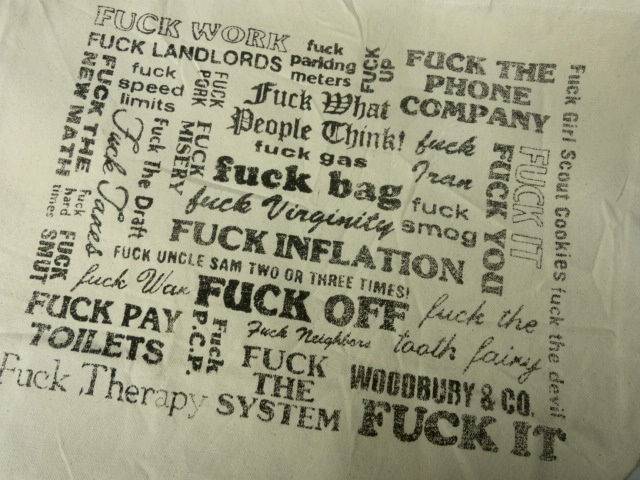 FUCK WORK
FUCK LANDLORDS
fuck
parking
meters
FUCK
UP
FUCK THE
PHONE
COMPANY
Fuck Girl Scout Cookies
FUCK THE
NEW MATH
fuck
speed
limits
FUCK
PORK
Fuck What
People Think!
fuck
Iran
FUCK YOU
FUCK IT
Fuck Taxes
Fuck The Draft
FUCK
MISERY
fuck gas
fuck bag
fuck Virginity
fuck
smog
fuck
hard
times
FUCK
SMUT
FUCK INFLATION
FUCK UNCLE SAM TWO OR THREE TIMES!
fuck War
FUCK OFF
fuck the
tooth fairy
fuck the devil
FUCK PAY
TOILETS
Fuck
P.C.P.
Fuck Neighbors
Fuck Therapy
FUCK
THE
SYSTEM
WOODBURY & CO.
FUCK IT